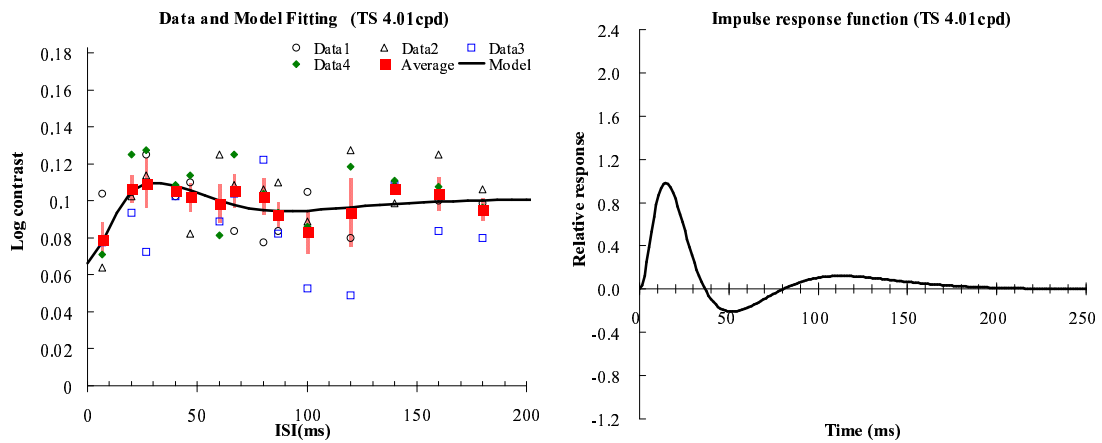 Data and Model Fitting (TS 4.01cpd)
Data1 Data2 Data3
Data4 Average Model
Log contrast
0.18
0.16
0.14
0.12
0.1
0.08
0.06
0.04
0.02
0
0 50 100 150 200
ISI(ms)
Impulse response function (TS 4.01cpd)
Relative response
2.4
2.0
1.6
1.2
0.8
0.4
0.0
-0.4
-0.8
-1.2
0 50 100 150 200 250
Time (ms)